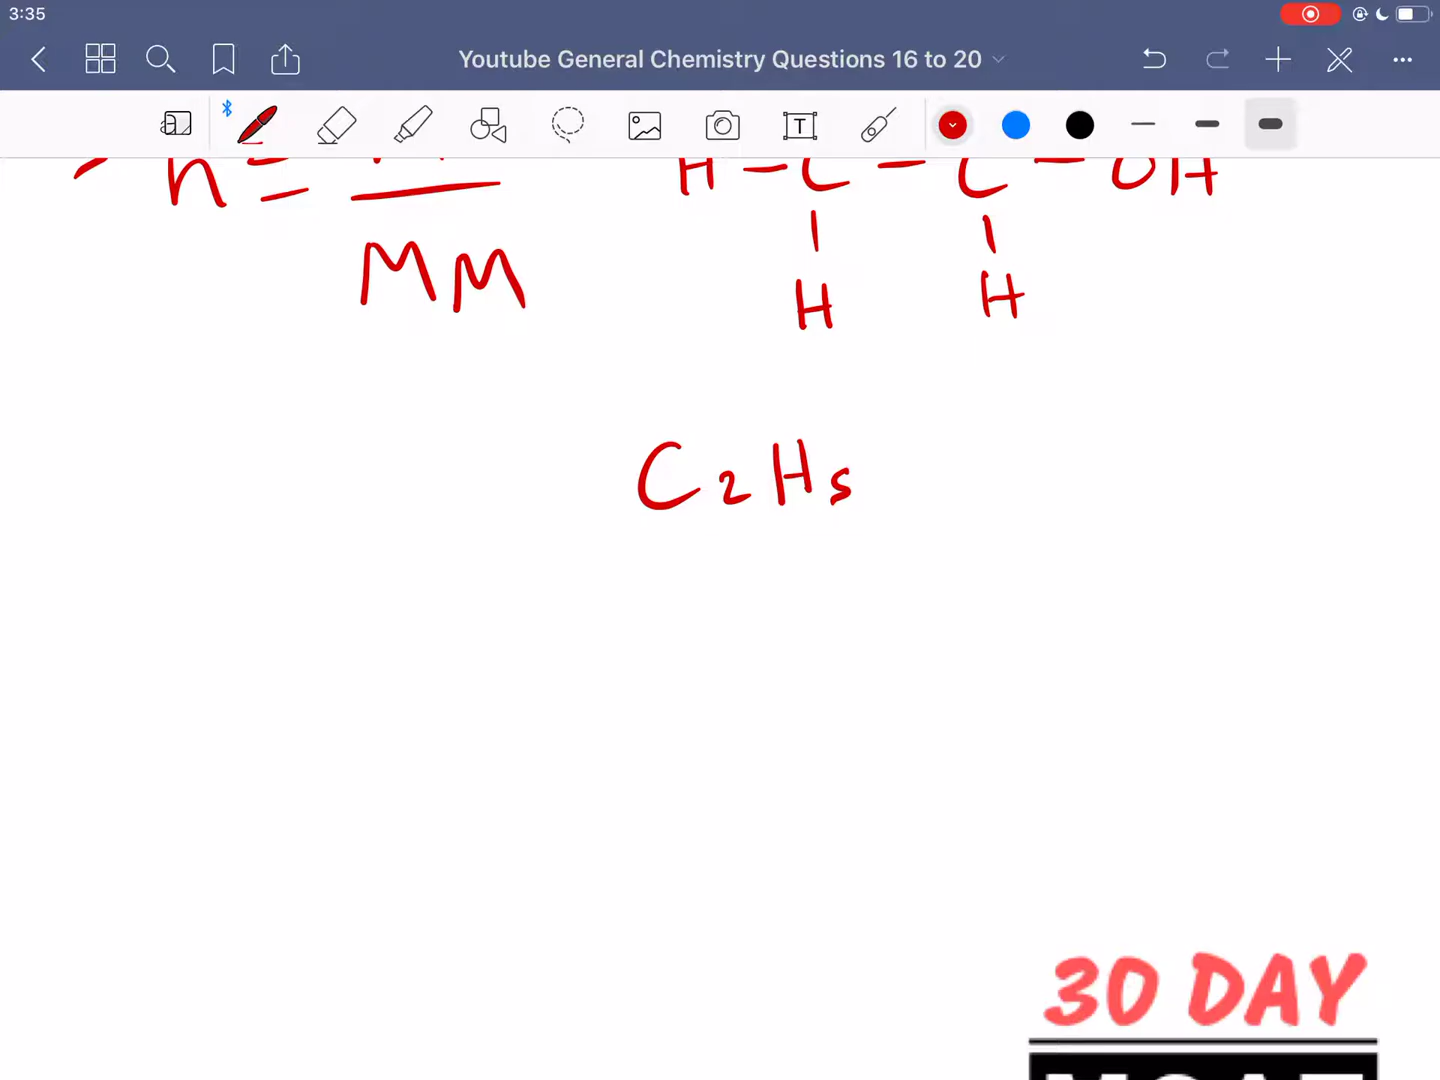 3:35
Youtube General Chemistry Questions 16 to 20
T
n =
MM
H - C - C - OH
H H
C2H5
30 DAY